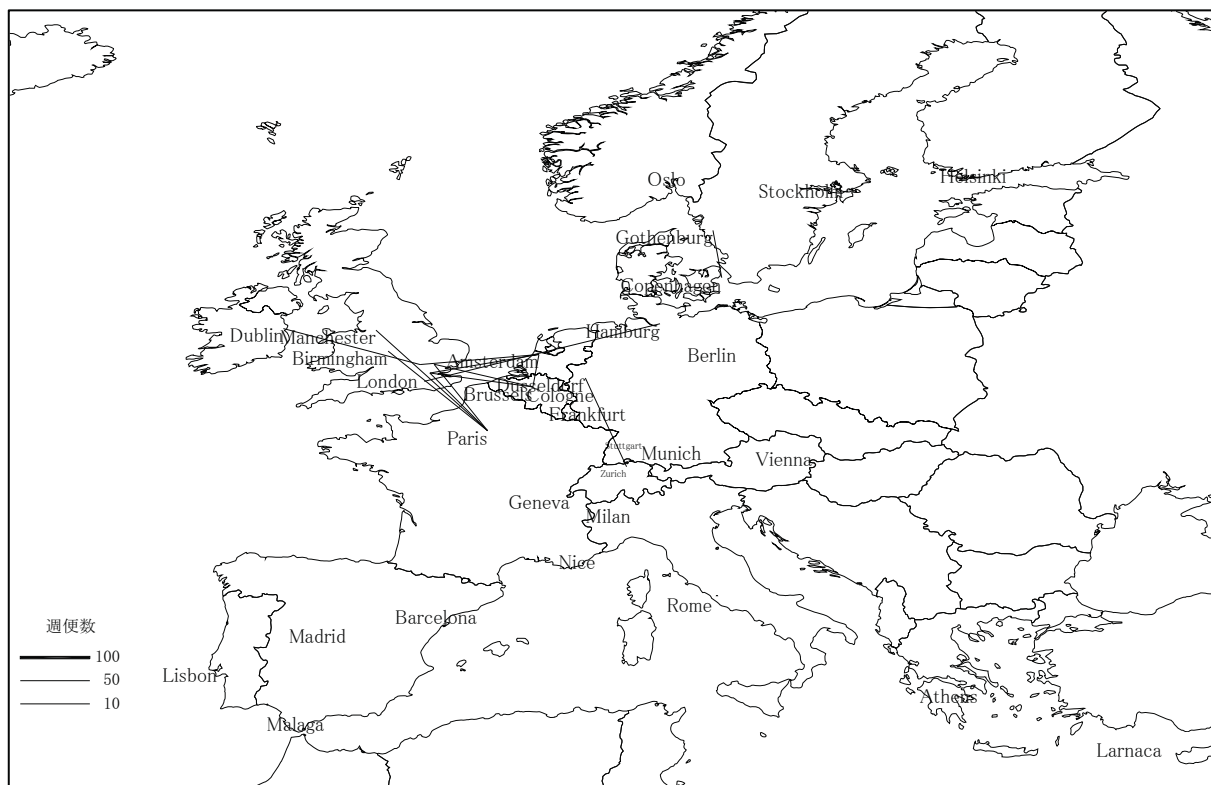 Oslo
Helsinki
Stockholm
Gothenburg
Copenhagen
Hamburg
Dublin
Manchester
Birmingham
Amsterdam
Berlin
London
Dusseldorf
Brussels
Cologne
Frankfurt
Paris
Stuttgart
Munich
Vienna
Zurich
Geneva
Milan
Nice
Rome
Barcelona
Madrid
週便数
100
Lisbon
50
10
Malaga
Athens
Larnaca